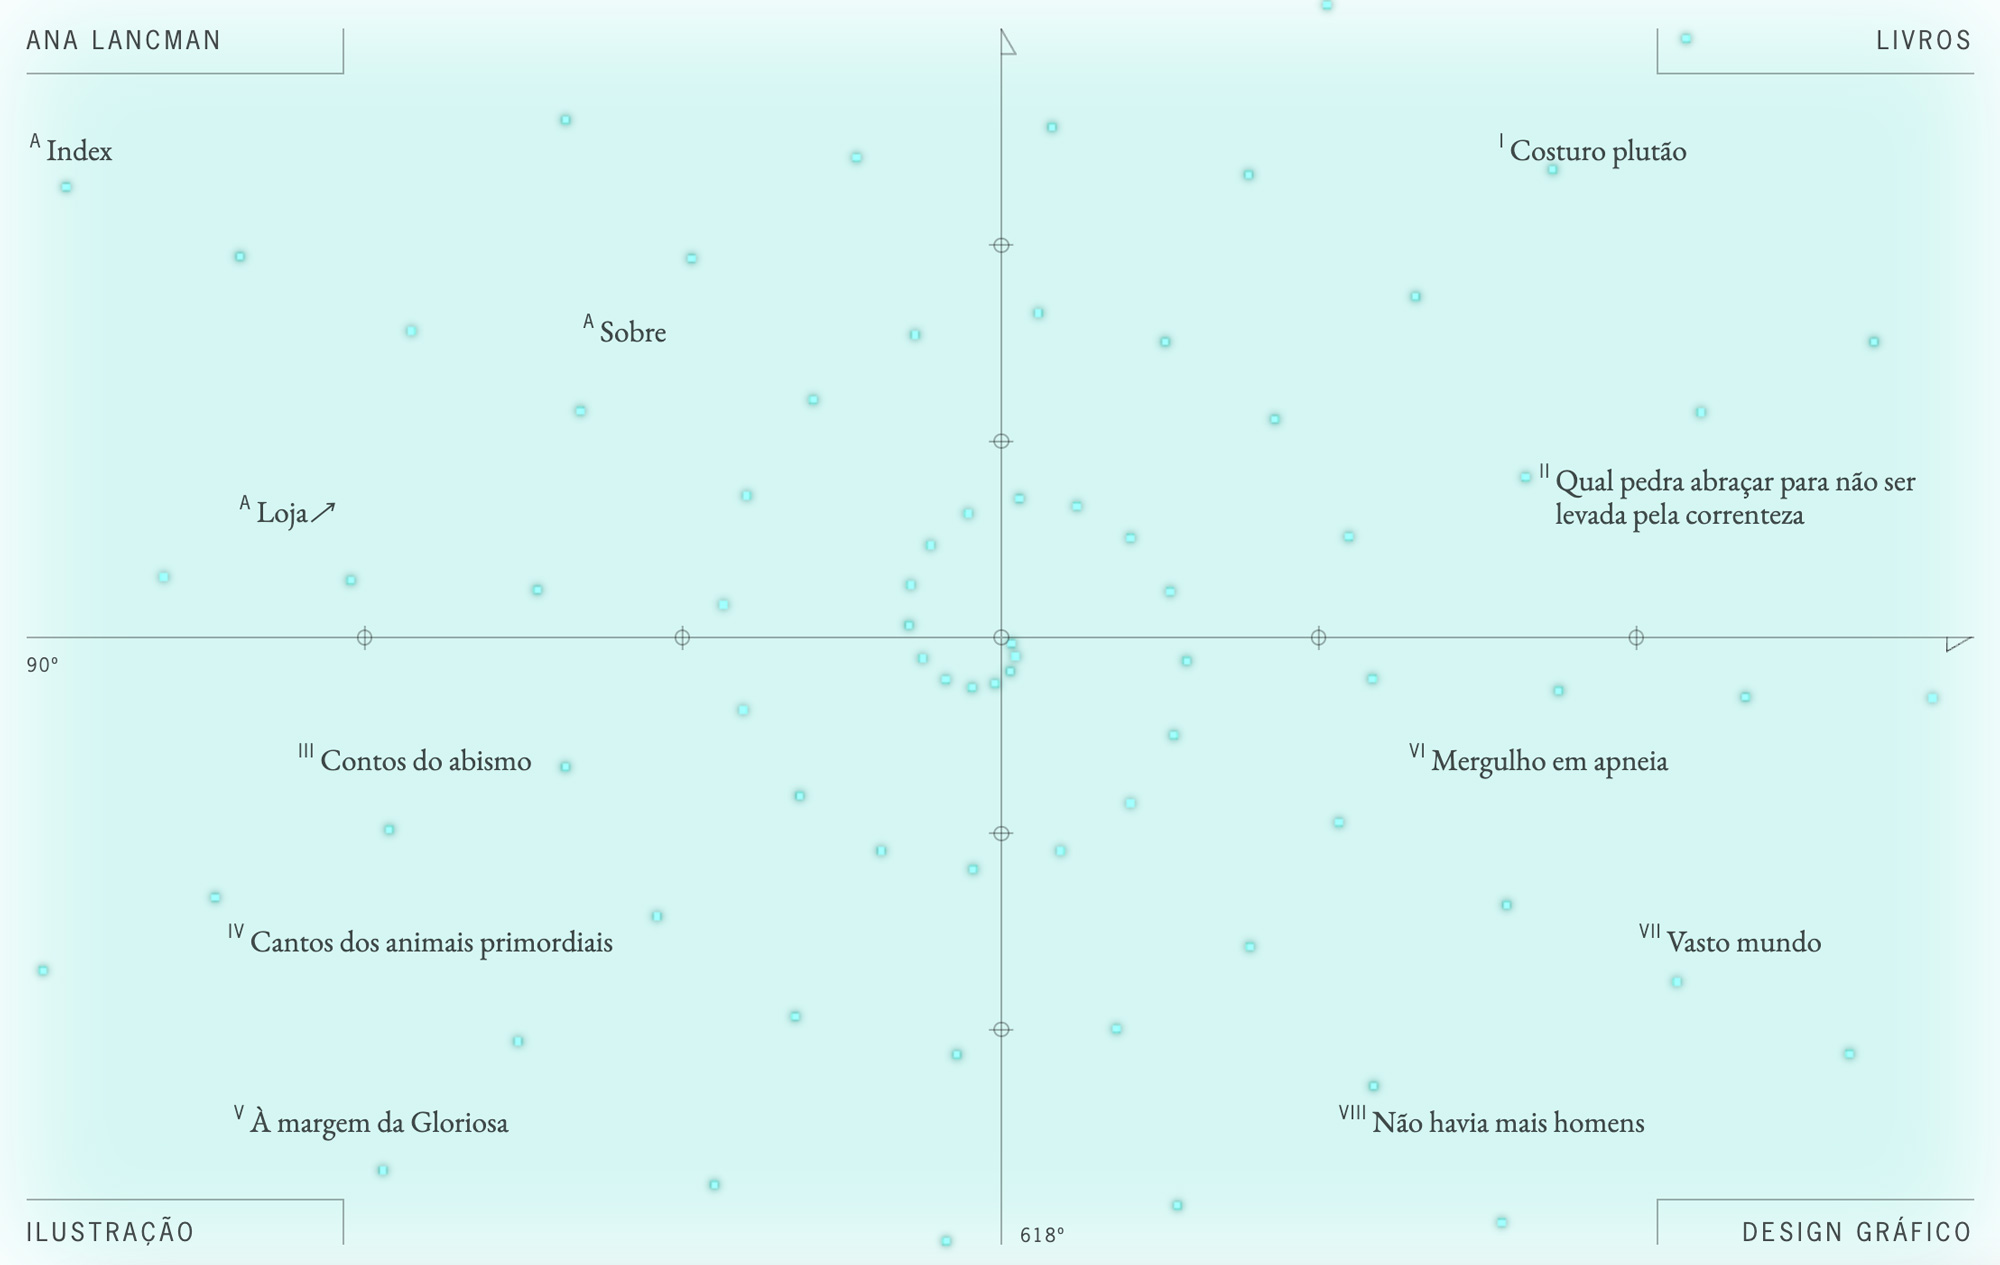 ANA LANCMAN
LIVROS
A Index
I Costuro plutão
A Sobre
II Qual pedra abraçar para não ser
levada pela correnteza
A Loja↗
90º
III Contos do abismo
VI Mergulho em apneia
IV Cantos dos animais primordiais
VII Vasto mundo
V À margem da Gloriosa
VIII Não havia mais homens
ILUSTRAÇÃO
618º
DESIGN GRÁFICO